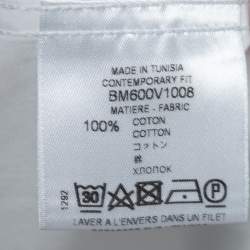 MADE IN TUNISIA
CONTEMPORARY FIT
BM600V1008
MATIERE - FABRIC
100% COTON
COTTON
コットン
棉
ХЛОПОК
1292
30
P
LAVER A L'ENVERS DANS UN FILET